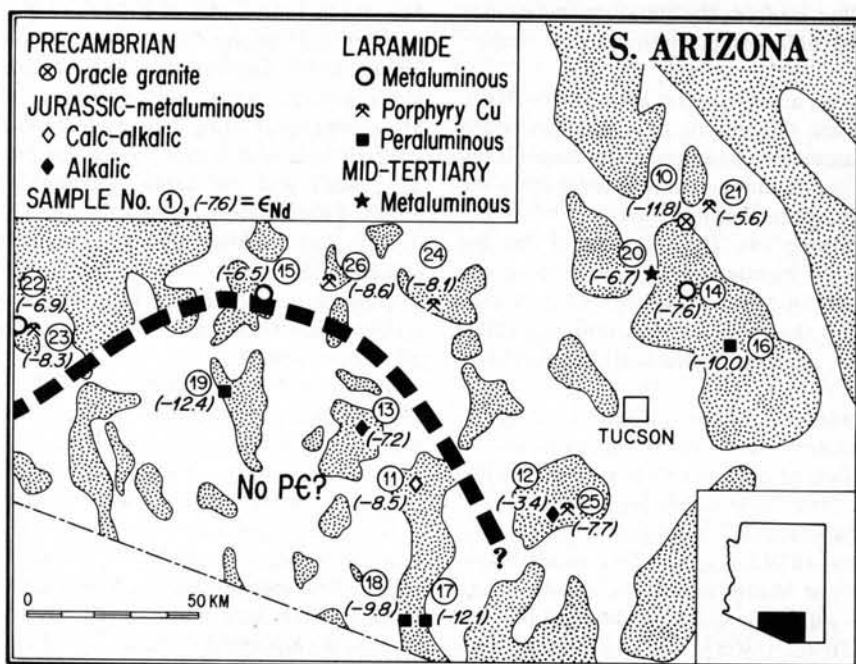 S. ARIZONA
PRECAMBRIAN
Oracle granite
JURASSIC-metaluminous
Calc-alkalic
Alkalic
SAMPLE No. ①, (-7.6) = ϵNd
LARAMIDE
Metaluminous
Porphyry Cu
Peraluminous
MID-TERTIARY
Metaluminous
10
(-11.8)
21
(-5.6)
20
(-6.7)
14
(-7.6)
16
(-10.0)
TUCSON
22
(-6.9)
23
(-8.3)
(-6.5)
15
26
(-8.6)
24
(-8.1)
19
(-12.4)
13
(-7.2)
No PЄ?
11
(-8.5)
12
(-3.4)
25
(-7.7)
?
18
(-9.8)
17
(-12.1)
0 50 KM